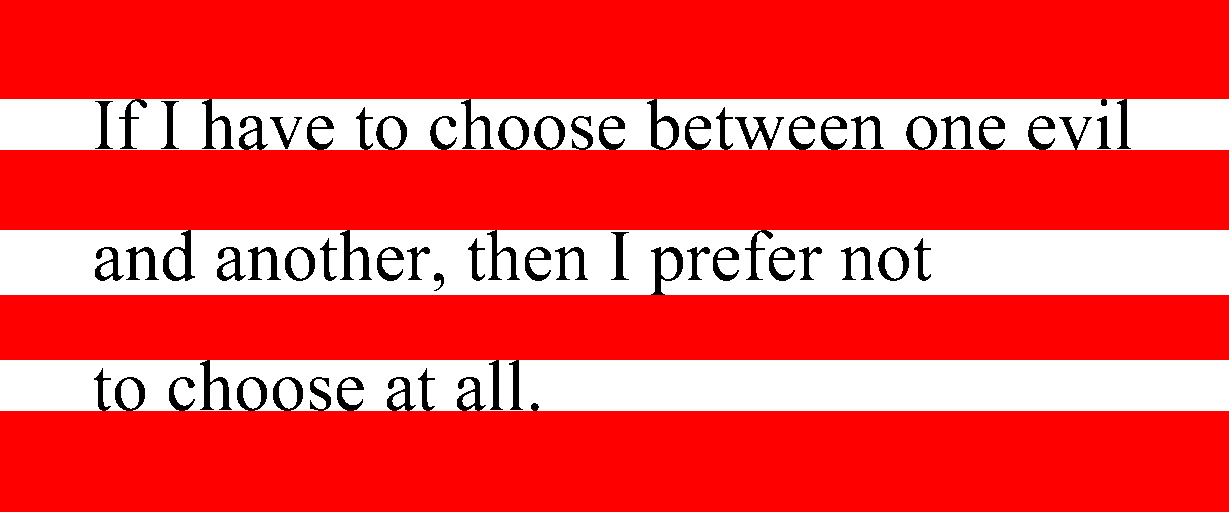 If I have to choose between one evil
and another, then I prefer not
to choose at all.